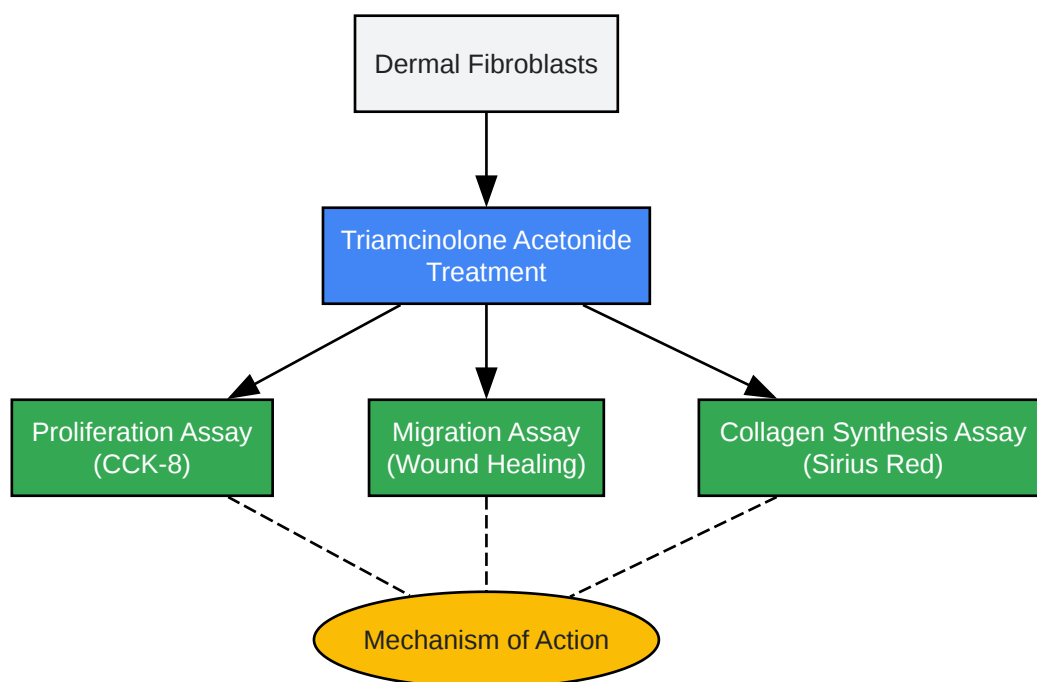 Dermal Fibroblasts
Triamcinolone Acetonide
Treatment
Proliferation Assay
(CCK-8)
Migration Assay
(Wound Healing)
Collagen Synthesis Assay
(Sirius Red)
Mechanism of Action